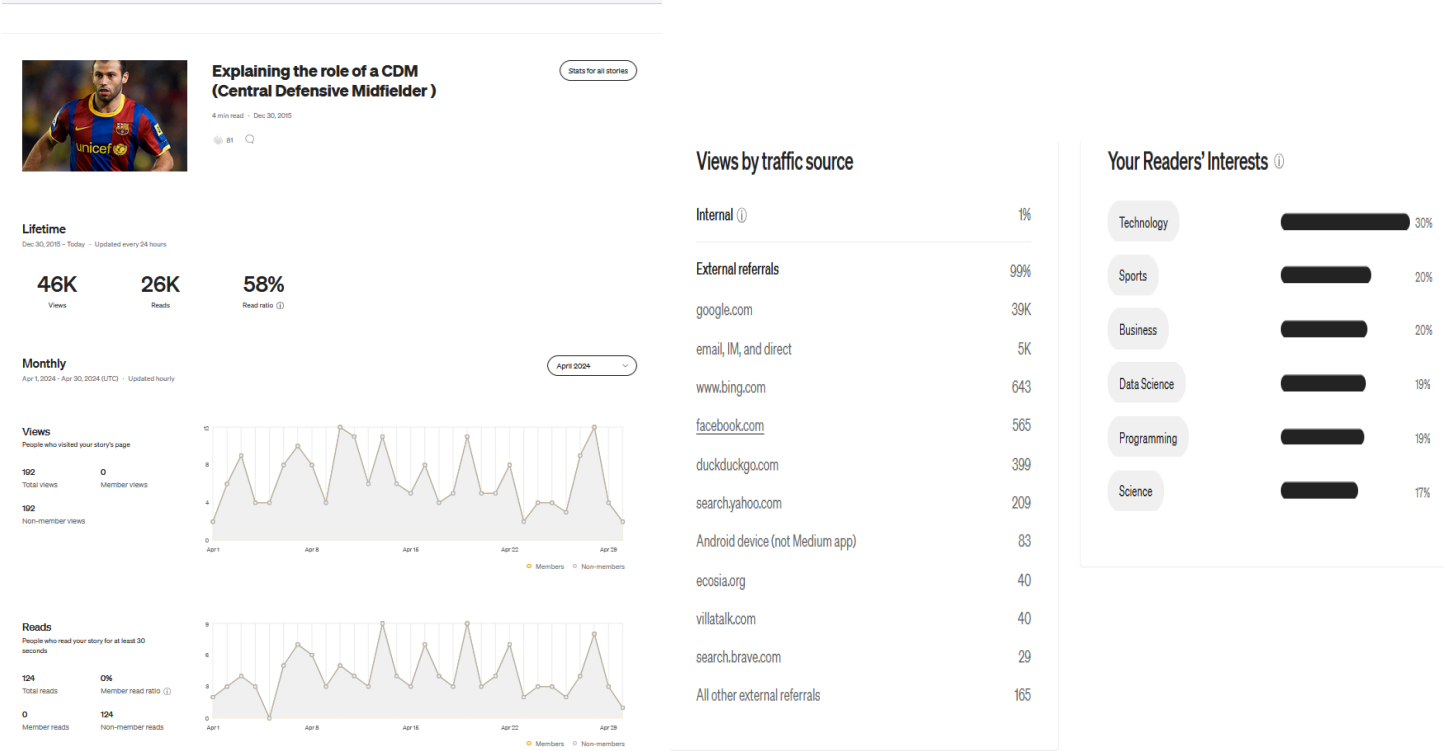 Explaining the role of a CDM
(Central Defensive Midfielder )
Stats for all stories
4 min read · Dec 30, 2015
81
unicef
Lifetime
Dec 30, 2015 – Today · Updated every 24 hours
46K
Views
26K
Reads
58%
Read ratio
Monthly
Apr 1, 2024 - Apr 30, 2024 (UTC) · Updated hourly
April 2024
Views
People who visited your story's page
192
Total views
0
Member views
192
Non-member views
8
4
0
Apr 1
Apr 8
Apr 15
Apr 22
Apr 29
Members
Non-members
Reads
People who read your story for at least 30
seconds
124
Total reads
0%
Member read ratio
0
Member reads
124
Non-member reads
9
6
3
0
Apr 1
Apr 8
Apr 15
Apr 22
Apr 29
Members
Non-members
Views by traffic source
Internal 1%
External referrals 99%
google.com 39K
email, IM, and direct 5K
www.bing.com 643
facebook.com 565
duckduckgo.com 399
search.yahoo.com 209
Android device (not Medium app) 83
ecosia.org 40
villatalk.com 40
search.brave.com 29
All other external referrals 165
Your Readers' Interests
Technology 30%
Sports 20%
Business 20%
Data Science 19%
Programming 19%
Science 17%